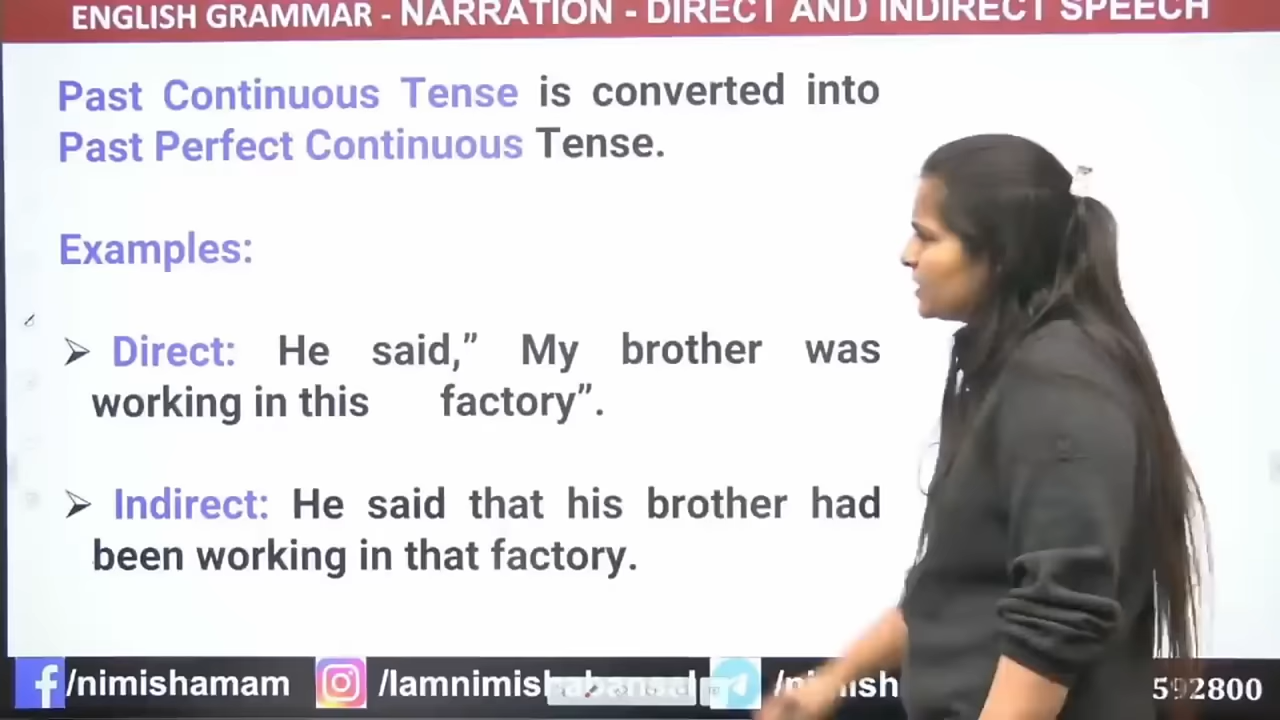 ENGLISH GRAMMAR - NARRATION - DIRECT AND INDIRECT SPEECH
Past Continuous Tense is converted into
Past Perfect Continuous Tense.
Examples:
➢ Direct: He said,” My brother was
working in this factory”.
➢ Indirect: He said that his brother had
been working in that factory.
/nimishamam /Iamnimishabansal 592800